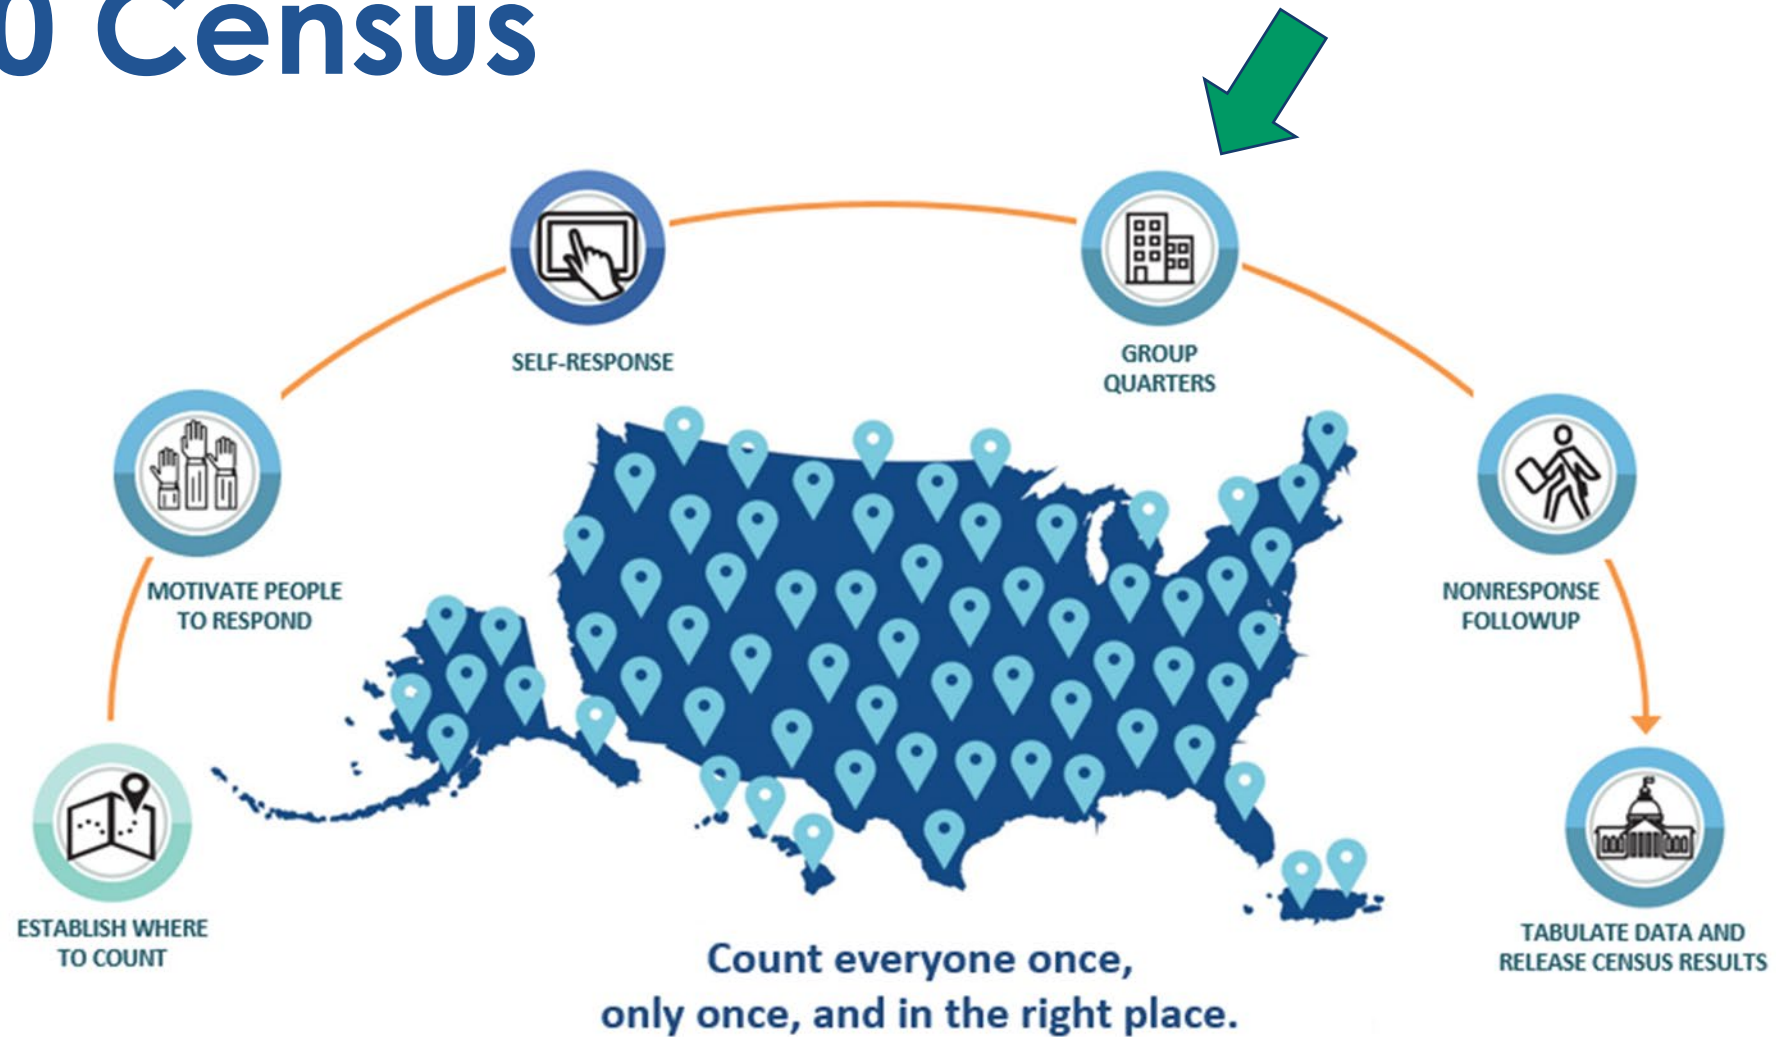 0 Census
SELF-RESPONSE
GROUP
QUARTERS
MOTIVATE PEOPLE
TO RESPOND
NONRESPONSE
FOLLOWUP
ESTABLISH WHERE
TO COUNT
TABULATE DATA AND
RELEASE CENSUS RESULTS
Count everyone once,
only once, and in the right place.